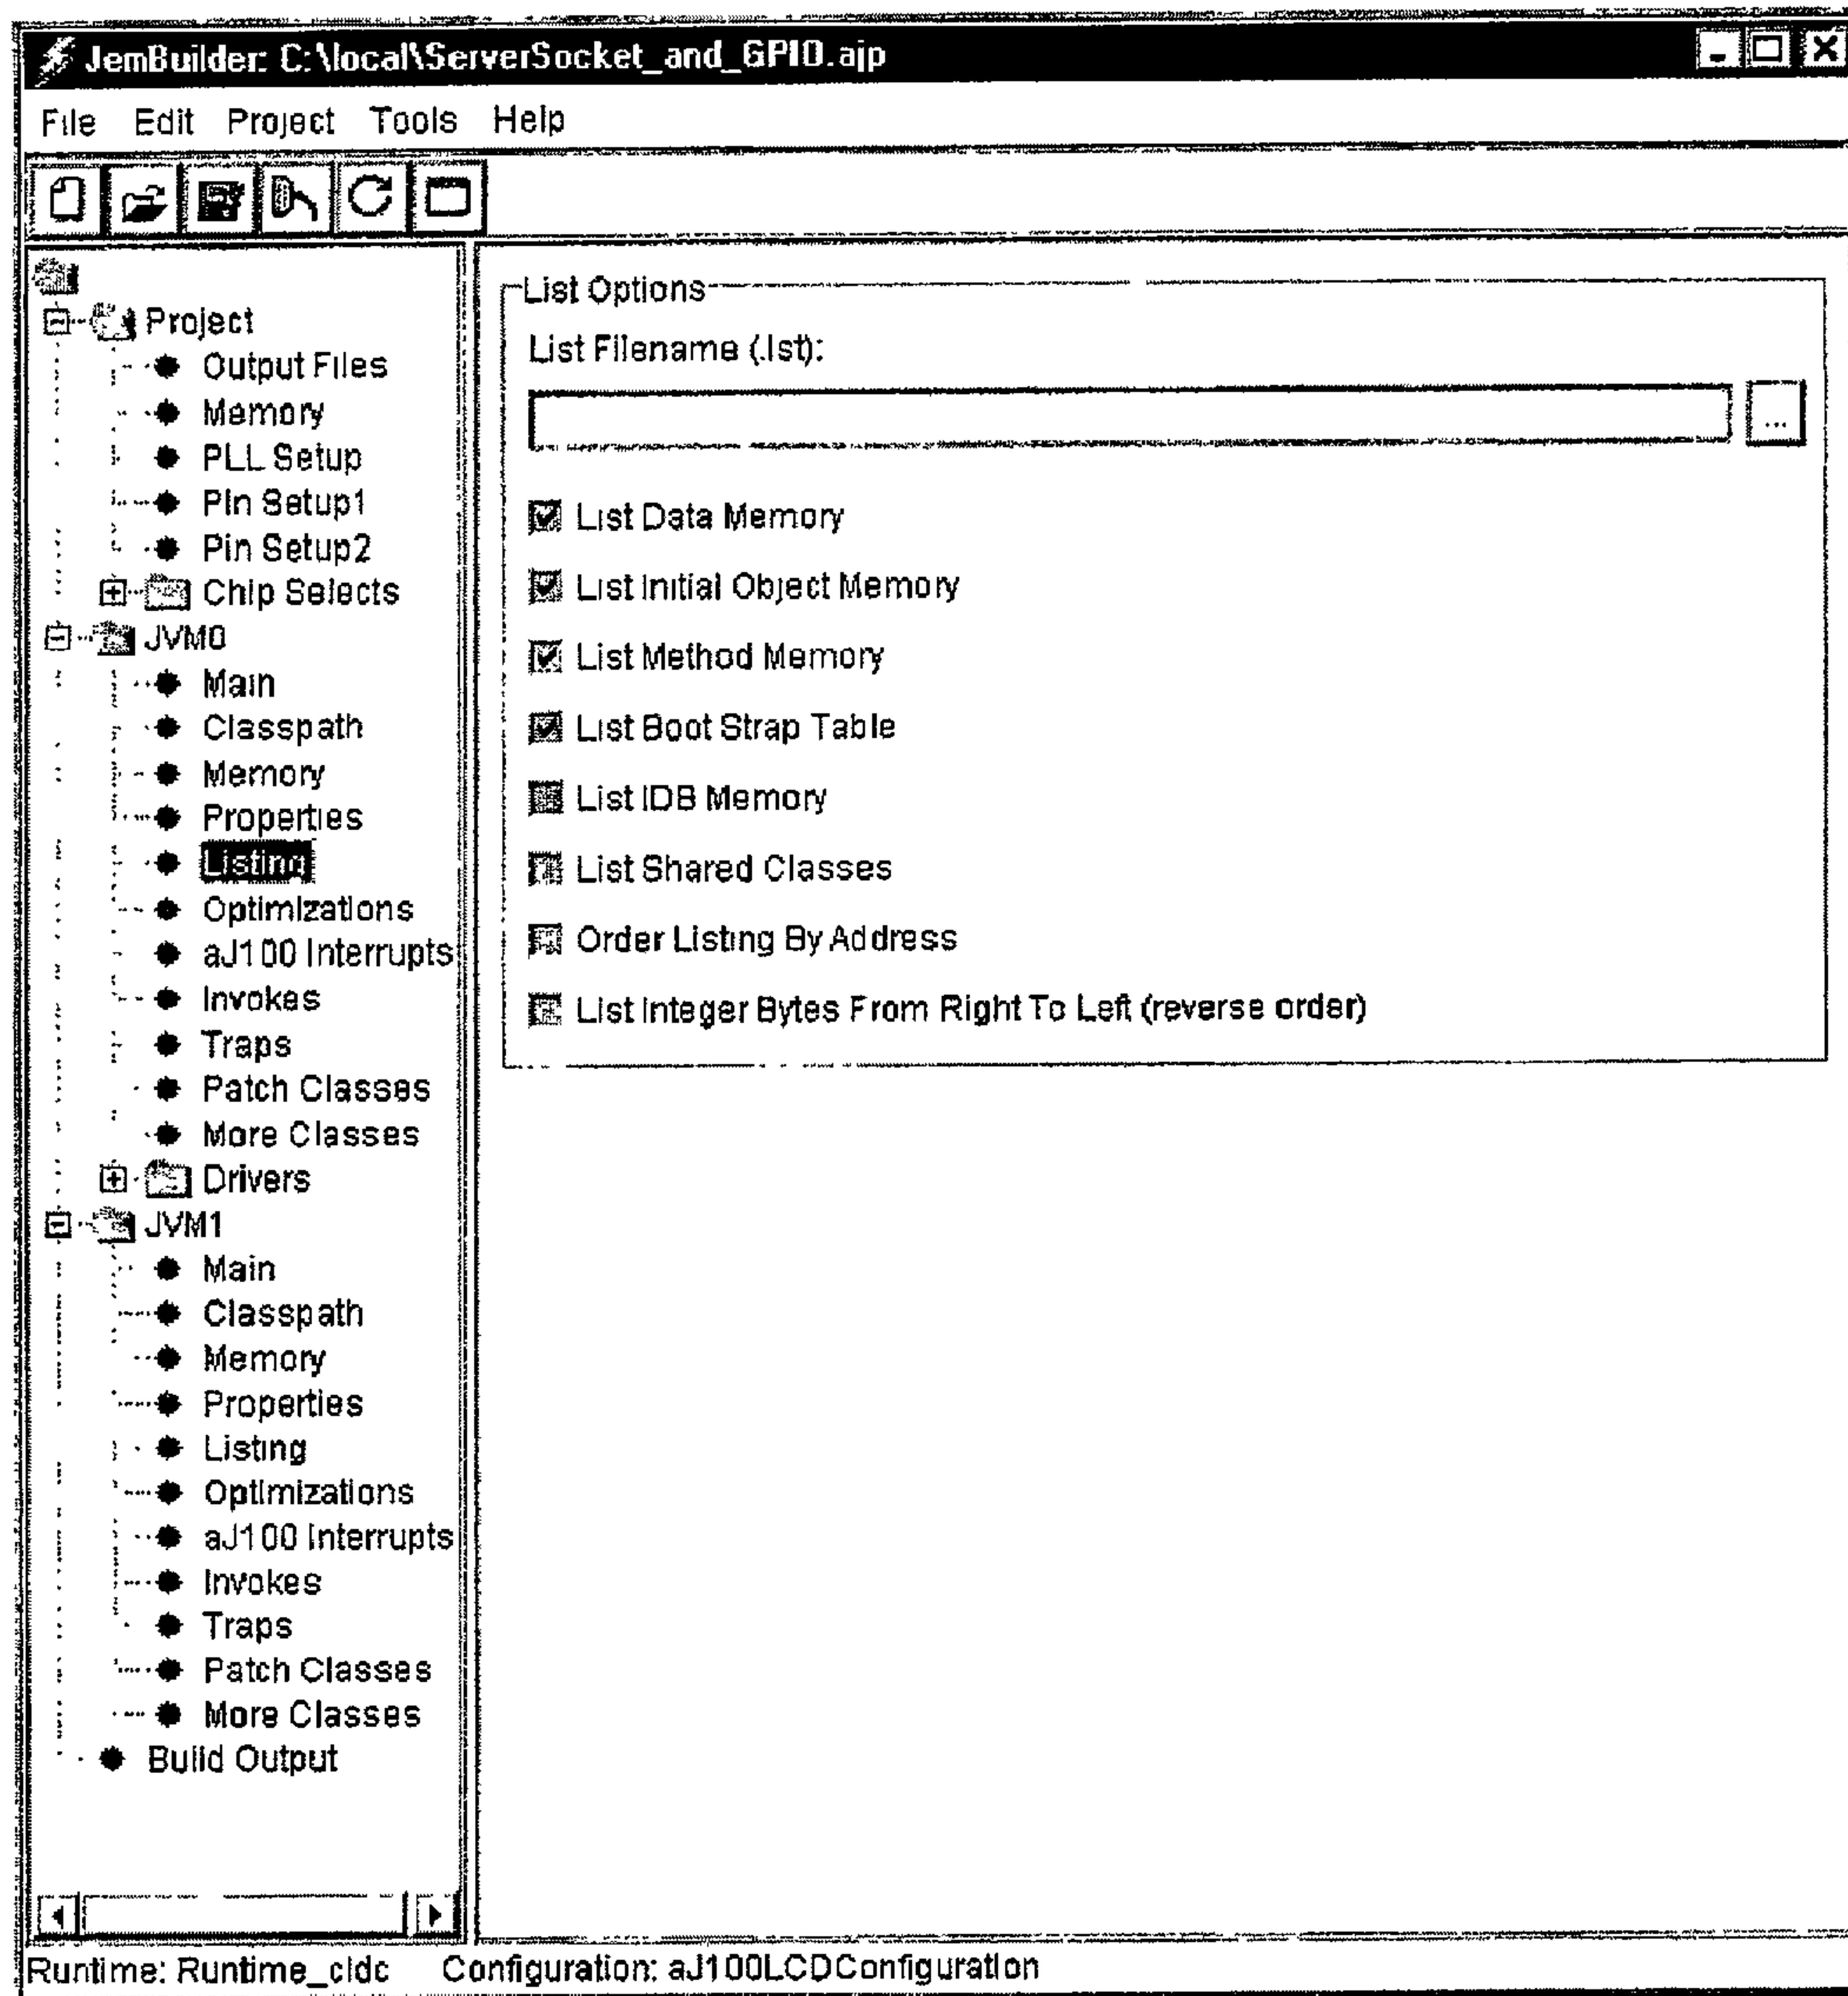 JemBuilder: C:\local\ServerSocket_and_GPIO.ajp
File Edit Project Tools Help
Project
Output Files
Memory
PLL Setup
Pin Setup1
Pin Setup2
Chip Selects
JVM0
Main
Classpath
Memory
Properties
Listing
Optimizations
aJ100 Interrupts
Invokes
Traps
Patch Classes
More Classes
Drivers
JVM1
Main
Classpath
Memory
Properties
Listing
Optimizations
aJ100 Interrupts
Invokes
Traps
Patch Classes
More Classes
Build Output
List Options
List Filename (.lst):
...
List Data Memory
List Initial Object Memory
List Method Memory
List Boot Strap Table
List IDB Memory
List Shared Classes
Order Listing By Address
List Integer Bytes From Right To Left (reverse order)
Runtime: Runtime_cldc Configuration: aJ100LCDConfiguration